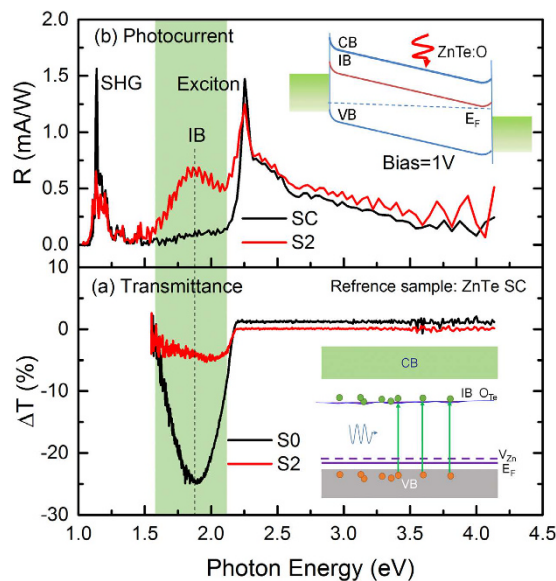 (b) Photocurrent
SHG
Exciton
IB
CB
IB
VB
ZnTe:O
E_F
Bias=1V
SC
S2
R (mA/W)
2.0
1.5
1.0
0.5
0.0
(a) Transmittance
Refrence sample: ZnTe SC
CB
IB O_Te
V_Zn
E_F
VB
S0
S2
ΔT (%)
10
0
-10
-20
-30
1.0 1.5 2.0 2.5 3.0 3.5 4.0 4.5
Photon Energy (eV)